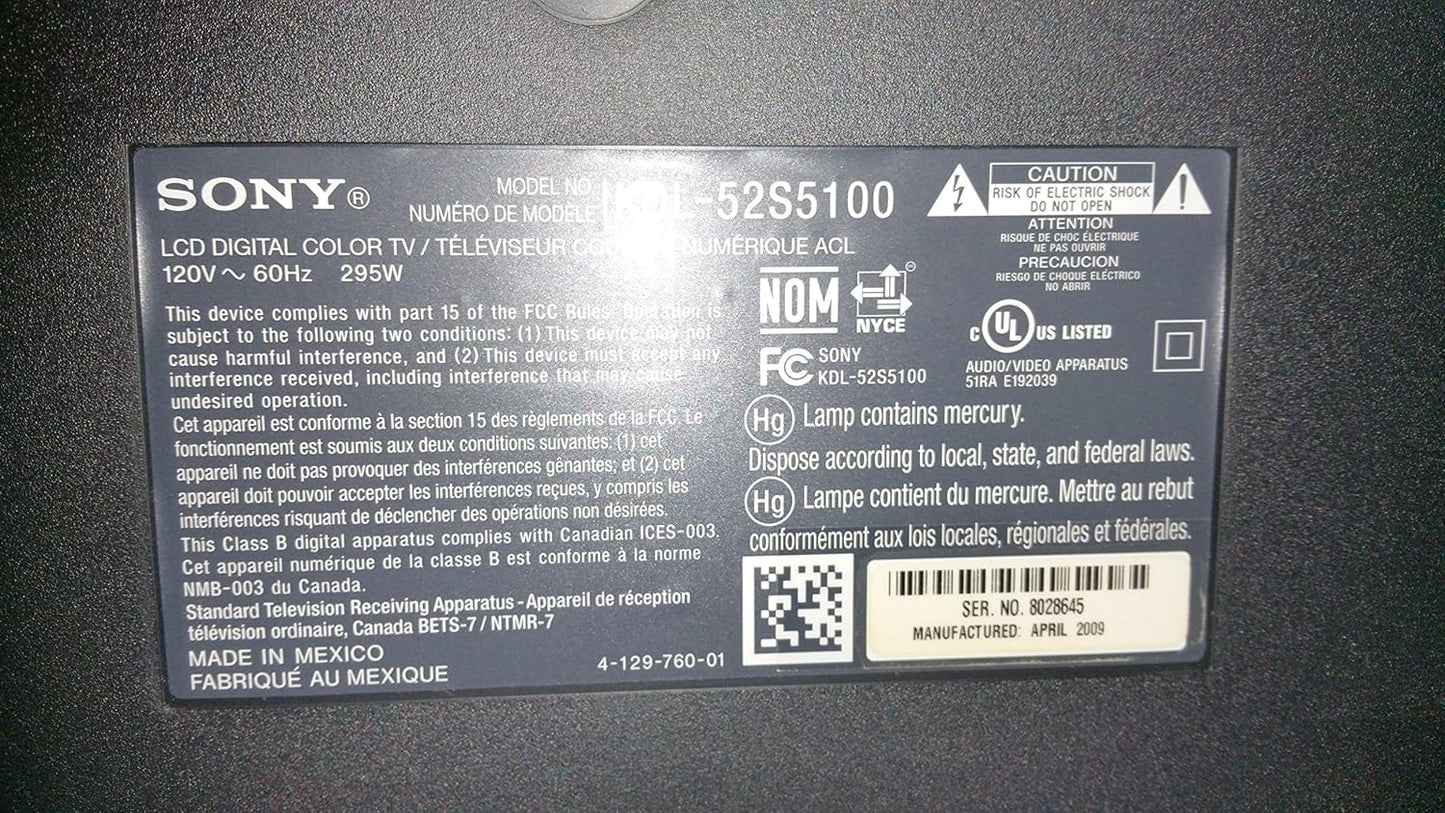 SONY®
MODEL NO.
NUMÉRO DE MODÈLE
KDL-52S5100
LCD DIGITAL COLOR TV / TÉLÉVISEUR COULEUR NUMÉRIQUE ACL
120V ~ 60Hz 295W
This device complies with part 15 of the FCC Rules. Operation is
subject to the following two conditions: (1) This device may not
cause harmful interference, and (2) This device must accept any
interference received, including interference that may cause
undesired operation.
Cet appareil est conforme à la section 15 des règlements de la FCC. Le
fonctionnement est soumis aux deux conditions suivantes: (1) cet
appareil ne doit pas provoquer des interférences gênantes; et (2) cet
appareil doit pouvoir accepter les interférences reçues, y compris les
interférences risquant de déclencher des opérations non désirées.
This Class B digital apparatus complies with Canadian ICES-003.
Cet appareil numérique de la classe B est conforme à la norme
NMB-003 du Canada.
Standard Television Receiving Apparatus - Appareil de réception
télévision ordinaire, Canada BETS-7 / NTMR-7
MADE IN MEXICO
FABRIQUÉ AU MEXIQUE
4-129-760-01
CAUTION
RISK OF ELECTRIC SHOCK
DO NOT OPEN
ATTENTION
RISQUE DE CHOC ÉLECTRIQUE
NE PAS OUVRIR
PRECAUCION
RIESGO DE CHOQUE ELÉCTRICO
NO ABRIR
NOM
NYCE
C UL US LISTED
AUDIO/VIDEO APPARATUS
51RA E192039
FC SONY
KDL-52S5100
Hg Lamp contains mercury.
Dispose according to local, state, and federal laws.
Hg Lampe contient du mercure. Mettre au rebut
conformément aux lois locales, régionales et fédérales.
SER. NO. 8028645
MANUFACTURED: APRIL 2009